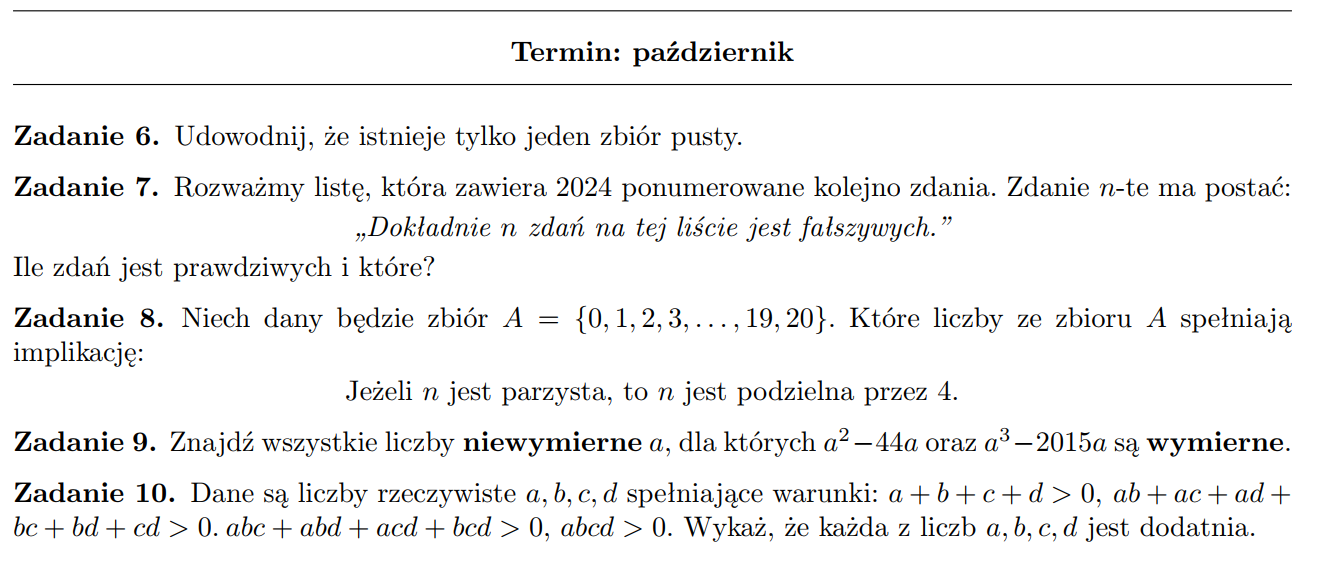 Termin: październik
Zadanie 6. Udowodnij, że istnieje tylko jeden zbiór pusty.
Zadanie 7. Rozważmy listę, która zawiera 2024 ponumerowane kolejno zdania. Zdanie n-te ma postać:
„Dokładnie n zdań na tej liście jest fałszywych.”
Ile zdań jest prawdziwych i które?
Zadanie 8. Niech dany będzie zbiór A = {0, 1, 2, 3, . . . , 19, 20}. Które liczby ze zbioru A spełniają
implikację:
Jeżeli n jest parzysta, to n jest podzielna przez 4.
Zadanie 9. Znajdź wszystkie liczby niewymierne a, dla których a²−44a oraz a³−2015a są wymierne.
Zadanie 10. Dane są liczby rzeczywiste a, b, c, d spełniające warunki: a + b + c + d > 0, ab + ac + ad +
bc + bd + cd > 0. abc + abd + acd + bcd > 0, abcd > 0. Wykaż, że każda z liczb a, b, c, d jest dodatnia.